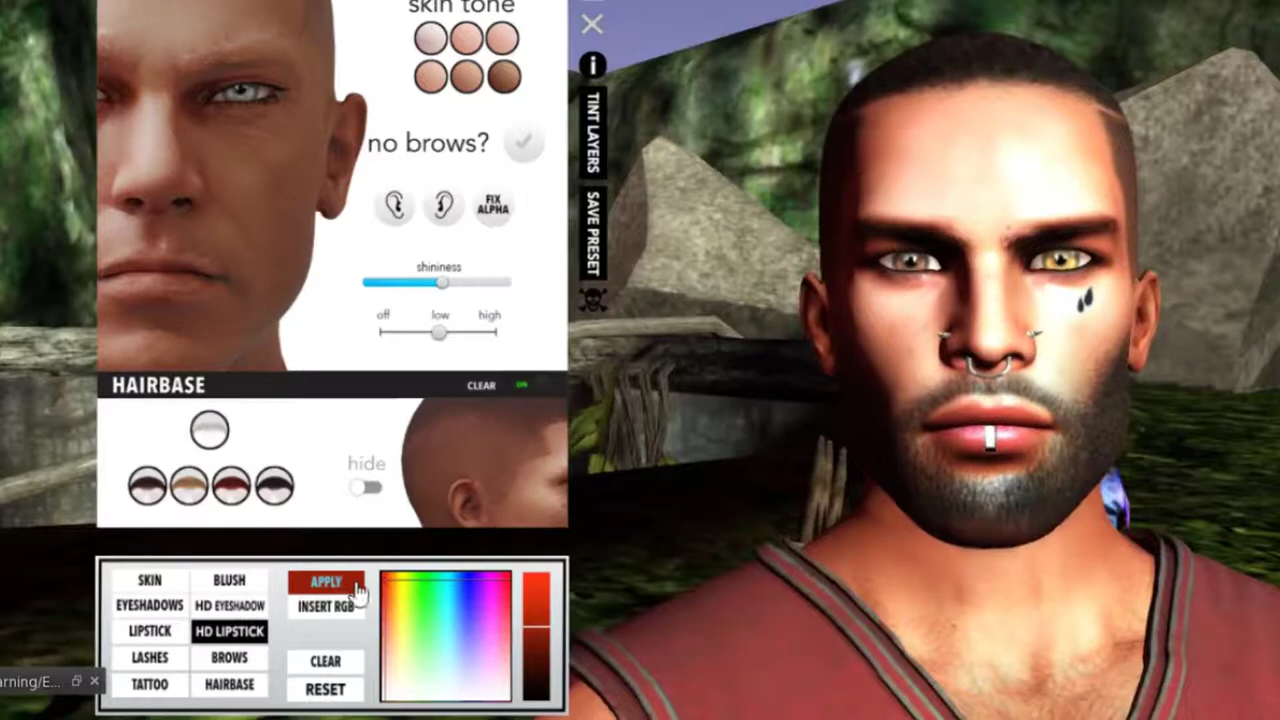 skin tone
no brows?
FIX
ALPHA
shininess
off low high
HAIRBASE CLEAR ON
hide
i
TINT LAYERS
SAVE PRESET
SKIN BLUSH APPLY
EYESHADOWS HD EYESHADOW INSERT RGB
LIPSTICK HD LIPSTICK
LASHES BROWS CLEAR
TATTOO HAIRBASE RESET
arning/E...